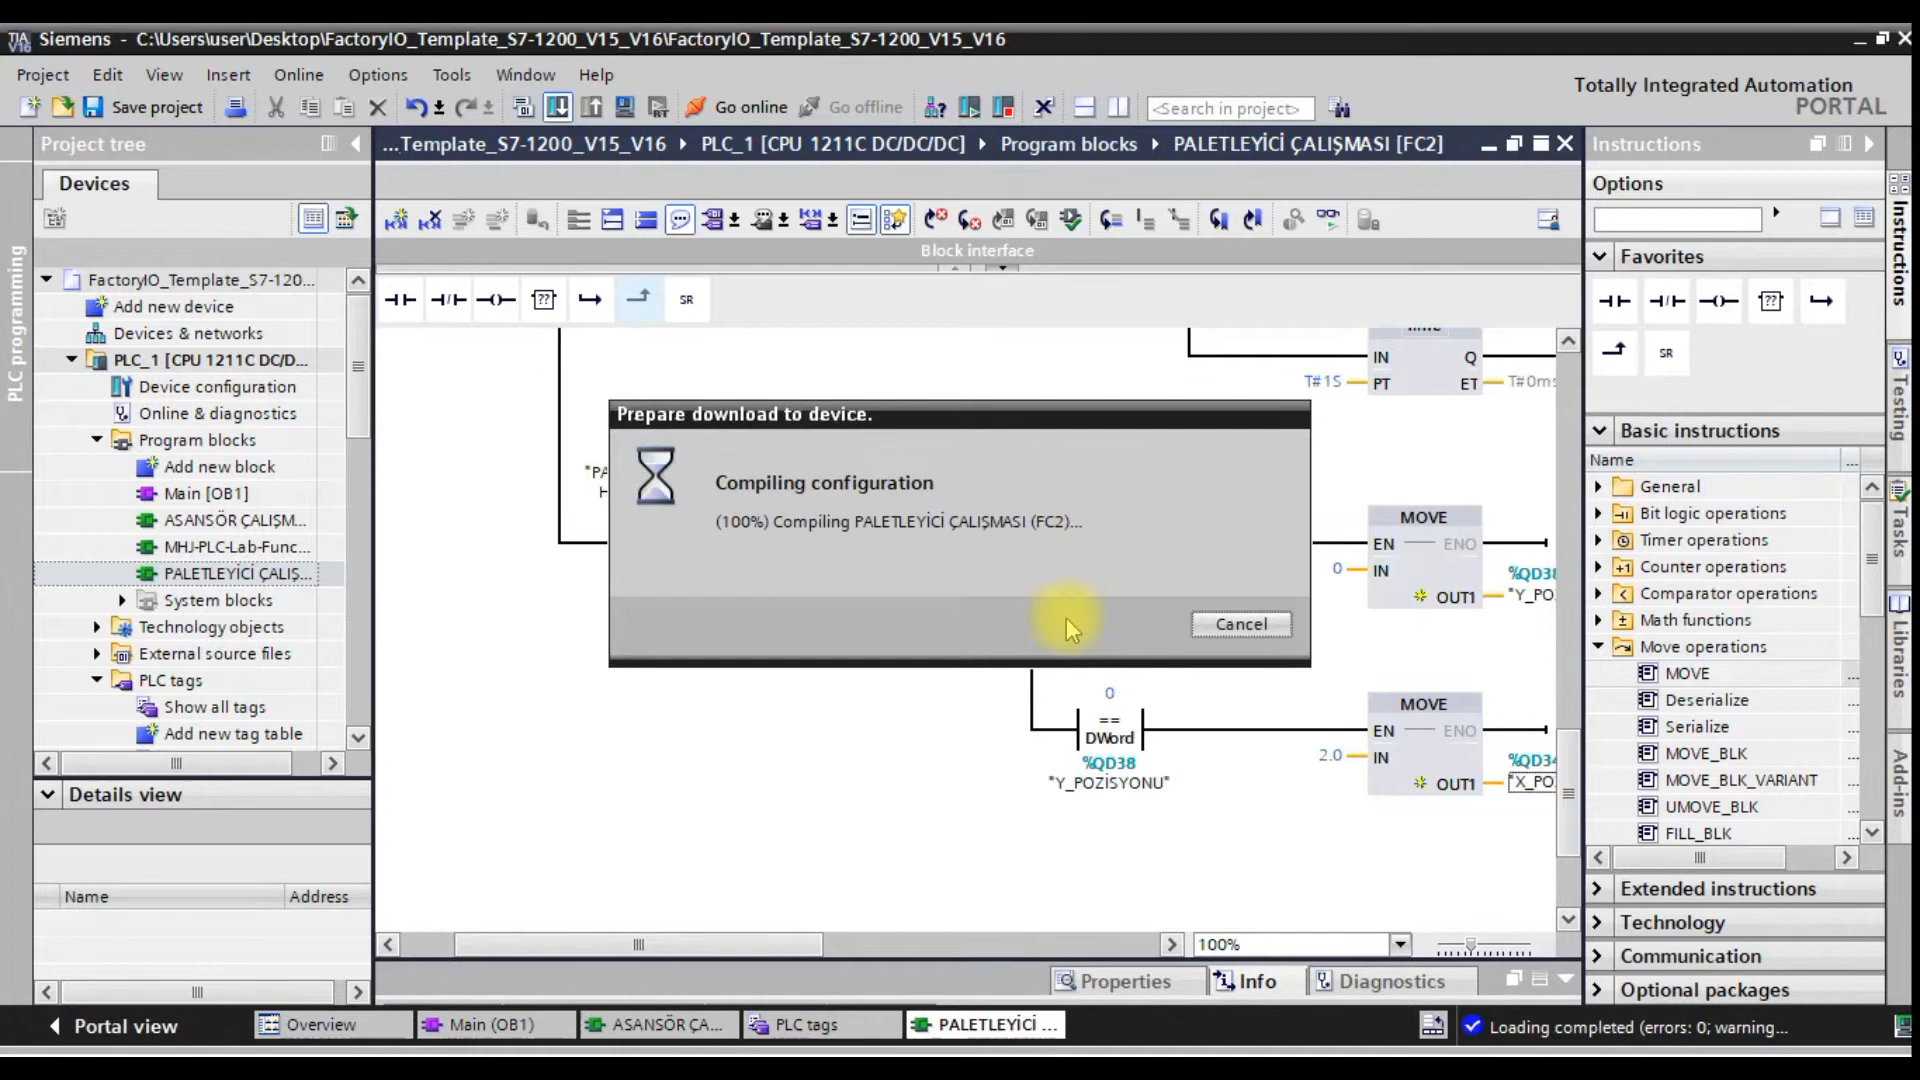 Siemens - C:\Users\user\Desktop\FactoryIO_Template_S7-1200_V15_V16\FactoryIO_Template_S7-1200_V15_V16
Project Edit View Insert Online Options Tools Window Help
Totally Integrated Automation
PORTAL
Save project Go online Go offline <Search in project>
Project tree
...Template_S7-1200_V15_V16 PLC_1 [CPU 1211C DC/DC/DC] Program blocks PALETLEYİCİ ÇALIŞMASI [FC2]
Instructions
Devices
Options
PLC programming
Block interface
Favorites
?? SR
?? SR
FactoryIO_Template_S7-120...
Add new device
Devices & networks
PLC_1 [CPU 1211C DC/D...
Device configuration
Online & diagnostics
Program blocks
Add new block
Main [OB1]
ASANSÖR ÇALIŞM...
MHJ-PLC-Lab-Func...
PALETLEYİCİ ÇALIŞ...
System blocks
Technology objects
External source files
PLC tags
Show all tags
Add new tag table
Details view
Name Address
IN Q
T#1S PT ET T#0ms
Prepare download to device.
Compiling configuration
(100%) Compiling PALETLEYİCİ ÇALIŞMASI (FC2)...
Cancel
"PA
H
MOVE
EN ENO
0 IN
%QD38
OUT1 "Y_PO
0
==
DWord
%QD38
"Y_POZİSYONU"
MOVE
EN ENO
2.0 IN
%QD34
OUT1 "X_PO
100%
Properties Info Diagnostics
Basic instructions
Name ...
General
Bit logic operations
Timer operations
Counter operations
Comparator operations
Math functions
Move operations
MOVE ...
Deserialize ...
Serialize ...
MOVE_BLK ...
MOVE_BLK_VARIANT ...
UMOVE_BLK ...
FILL_BLK ...
Extended instructions
Technology
Communication
Optional packages
Instructions
Testing
Tasks
Libraries
Add-ins
Portal view Overview Main (OB1) ASANSÖR ÇA... PLC tags PALETLEYİCİ ...
Loading completed (errors: 0; warning...